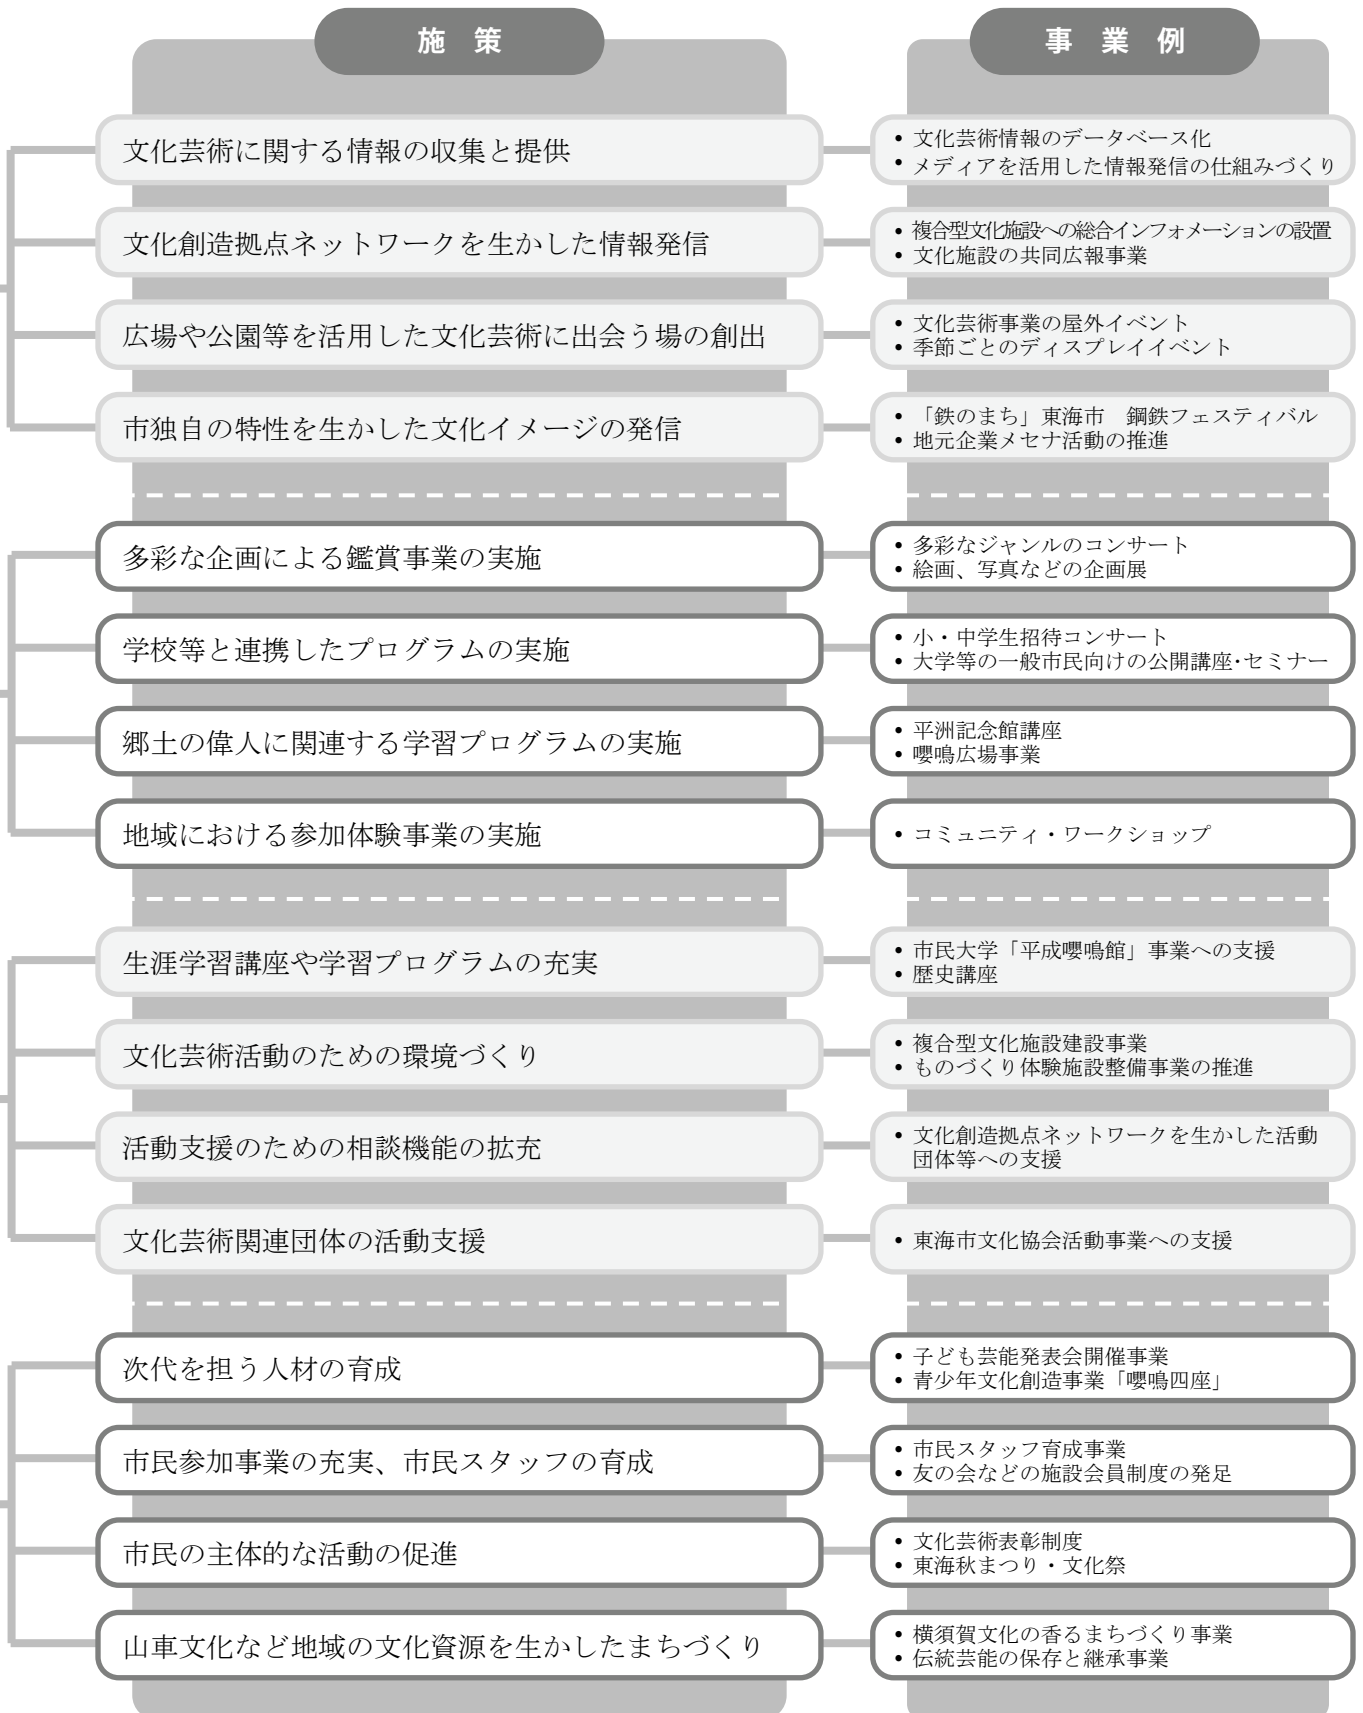 施 策
事 業 例
文化芸術に関する情報の収集と提供
• 文化芸術情報のデータベース化
• メディアを活用した情報発信の仕組みづくり
文化創造拠点ネットワークを生かした情報発信
• 複合型文化施設への総合インフォメーションの設置
• 文化施設の共同広報事業
広場や公園等を活用した文化芸術に出会う場の創出
• 文化芸術事業の屋外イベント
• 季節ごとのディスプレイイベント
市独自の特性を生かした文化イメージの発信
• 「鉄のまち」東海市　鋼鉄フェスティバル
• 地元企業メセナ活動の推進
多彩な企画による鑑賞事業の実施
• 多彩なジャンルのコンサート
• 絵画、写真などの企画展
学校等と連携したプログラムの実施
• 小・中学生招待コンサート
• 大学等の一般市民向けの公開講座・セミナー
郷土の偉人に関連する学習プログラムの実施
• 平洲記念館講座
• 嚶鳴広場事業
地域における参加体験事業の実施
• コミュニティ・ワークショップ
生涯学習講座や学習プログラムの充実
• 市民大学「平成嚶鳴館」事業への支援
• 歴史講座
文化芸術活動のための環境づくり
• 複合型文化施設建設事業
• ものづくり体験施設整備事業の推進
活動支援のための相談機能の拡充
• 文化創造拠点ネットワークを生かした活動
団体等への支援
文化芸術関連団体の活動支援
• 東海市文化協会活動事業への支援
次代を担う人材の育成
• 子ども芸能発表会開催事業
• 青少年文化創造事業「嚶鳴四座」
市民参加事業の充実、市民スタッフの育成
• 市民スタッフ育成事業
• 友の会などの施設会員制度の発足
市民の主体的な活動の促進
• 文化芸術表彰制度
• 東海秋まつり・文化祭
山車文化など地域の文化資源を生かしたまちづくり
• 横須賀文化の香るまちづくり事業
• 伝統芸能の保存と継承事業